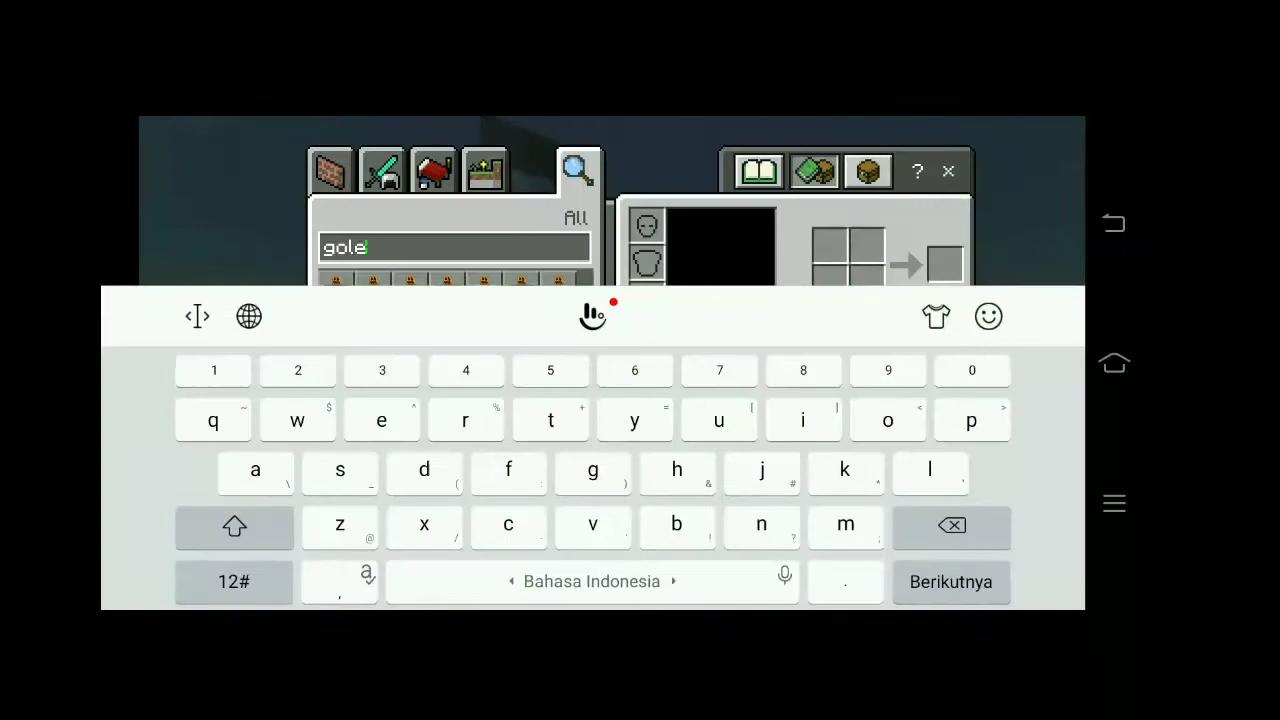 ? ×
All
gole
1 2 3 4 5 6 7 8 9 0
q ~ w $ e ^ r % t + y = u [ i ] o < p >
a \ s _ d ( f : g ) h & j # k * l '
z @ x / c - v b ! n ? m ;
12# a , Bahasa Indonesia . Berikutnya